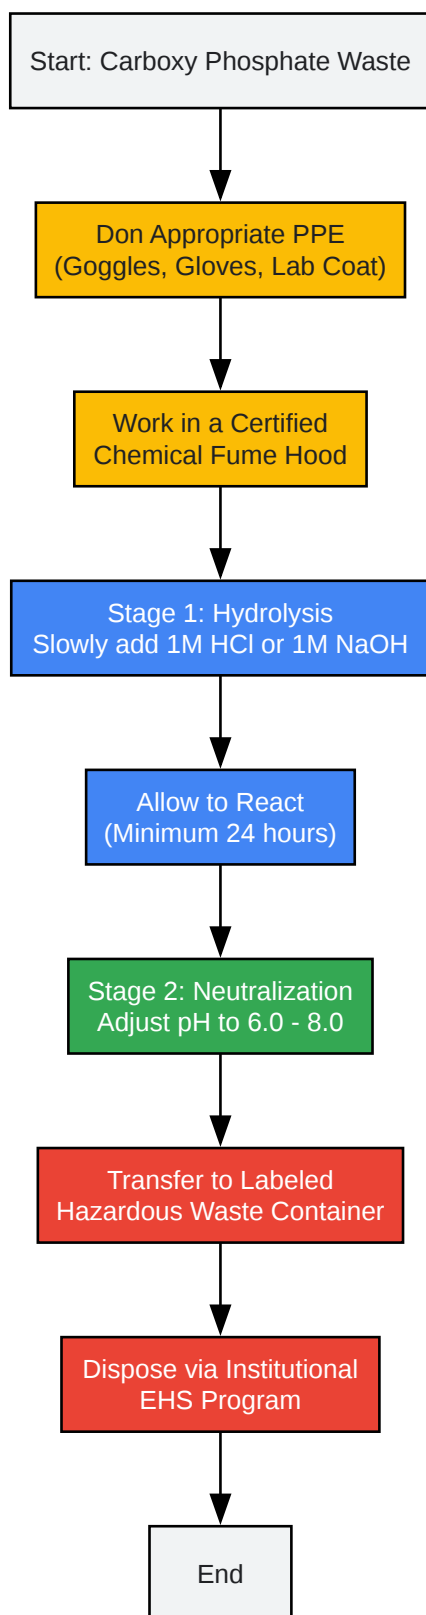 Start: Carboxy Phosphate Waste
Don Appropriate PPE
(Goggles, Gloves, Lab Coat)
Work in a Certified
Chemical Fume Hood
Stage 1: Hydrolysis
Slowly add 1M HCl or 1M NaOH
Allow to React
(Minimum 24 hours)
Stage 2: Neutralization
Adjust pH to 6.0 - 8.0
Transfer to Labeled
Hazardous Waste Container
Dispose via Institutional
EHS Program
End